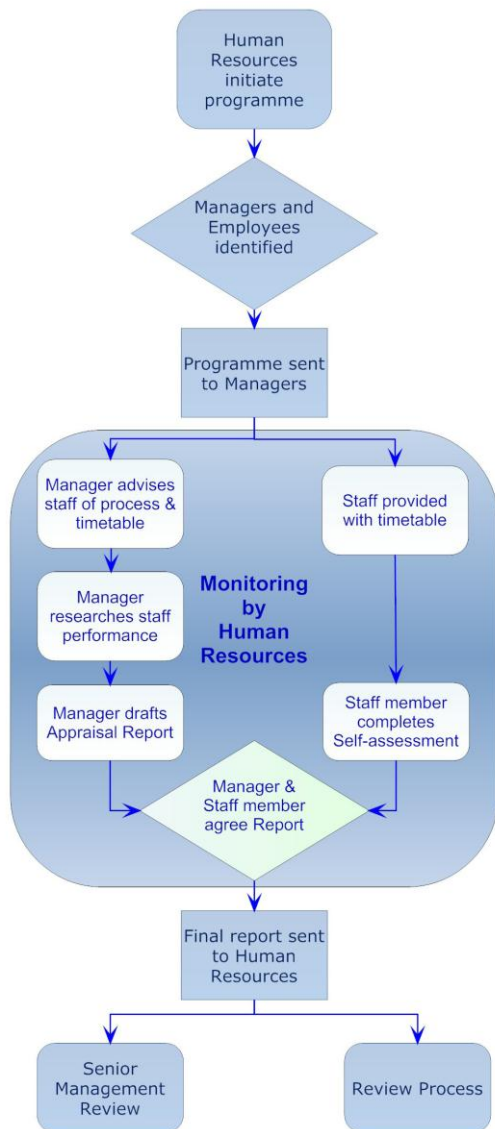 Human
Resources
initiate
programme
Managers and
Employees
identified
Programme sent
to Managers
Manager advises
staff of process &
timetable
Staff provided
with timetable
Manager
researches staff
performance
Monitoring
by
Human
Resources
Manager drafts
Appraisal Report
Staff member
completes
Self-assessment
Manager &
Staff member
agree Report
Final report sent
to Human
Resources
Senior
Management
Review
Review Process